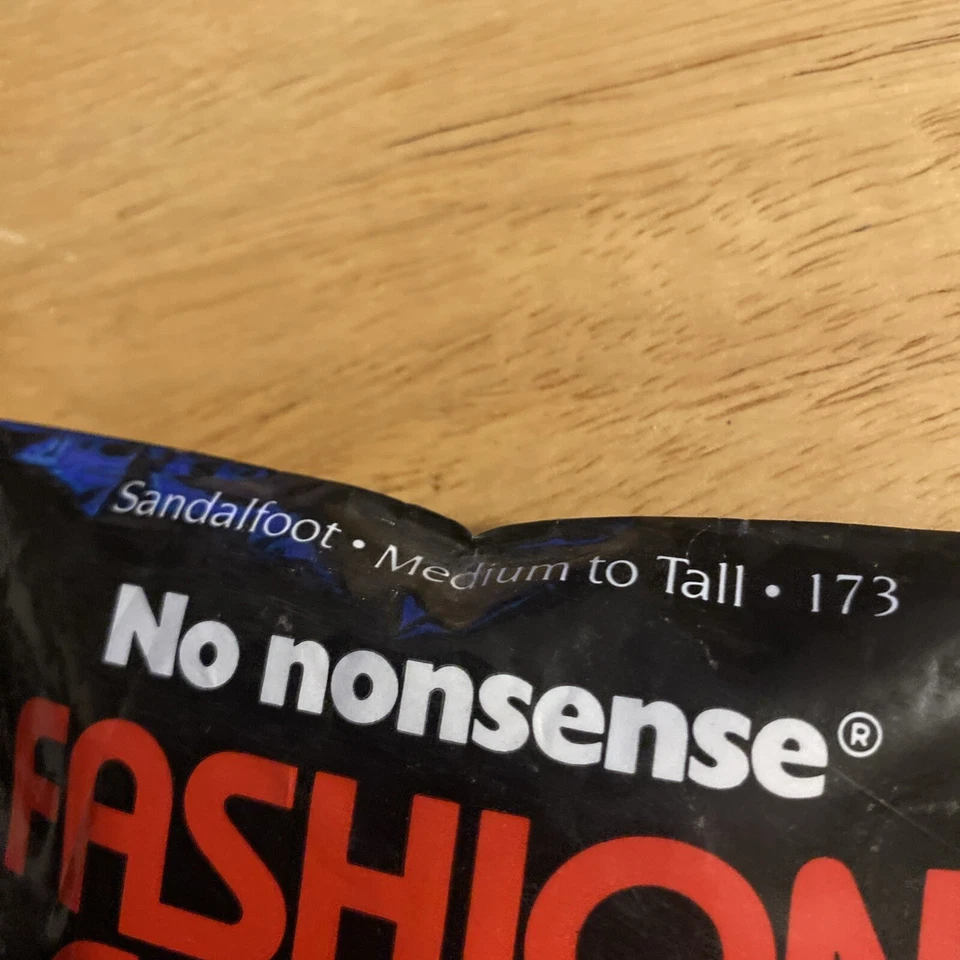 Sandalfoot • Medium to Tall • 173
No nonsense®
FASHION